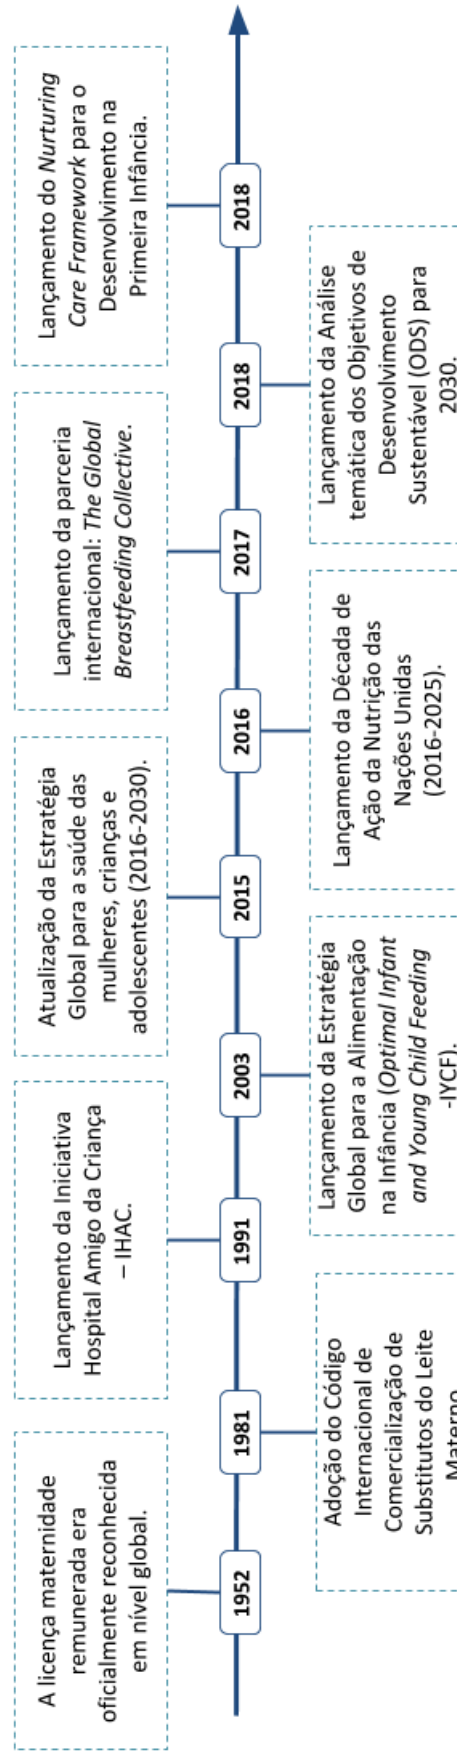 A licença maternidade
remunerada era
oficialmente reconhecida
em nível global.
Lançamento da Iniciativa
Hospital Amigo da Criança
– IHAC.
Atualização da Estratégia
Global para a saúde das
mulheres, crianças e
adolescentes (2016-2030).
Lançamento da parceria
internacional: The Global
Breastfeeding Collective.
Lançamento do Nurturing
Care Framework para o
Desenvolvimento na
Primeira Infância.
1952
1981
1991
2003
2015
2016
2017
2018
2018
Adoção do Código
Internacional de
Comercialização de
Substitutos do Leite
Materno
Lançamento da Estratégia
Global para a Alimentação
na Infância (Optimal Infant
and Young Child Feeding
-IYCF).
Lançamento da Década de
Ação da Nutrição das
Nações Unidas
(2016-2025).
Lançamento da Análise
temática dos Objetivos de
Desenvolvimento
Sustentável (ODS) para
2030.